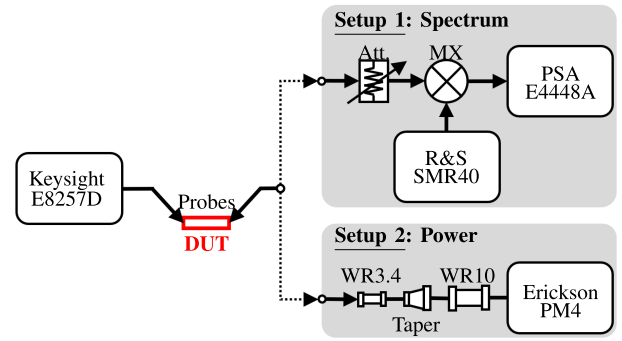 Setup 1: Spectrum
Att.
MX
PSA
E4448A
R&S
SMR40
Keysight
E8257D
Probes
DUT
Setup 2: Power
WR3.4
WR10
Taper
Erickson
PM4